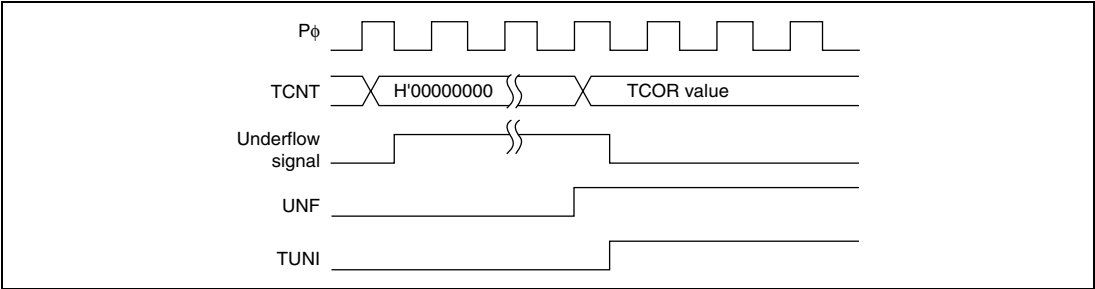 Pϕ
TCNT
H'00000000
TCOR value
Underflow
signal
UNF
TUNI